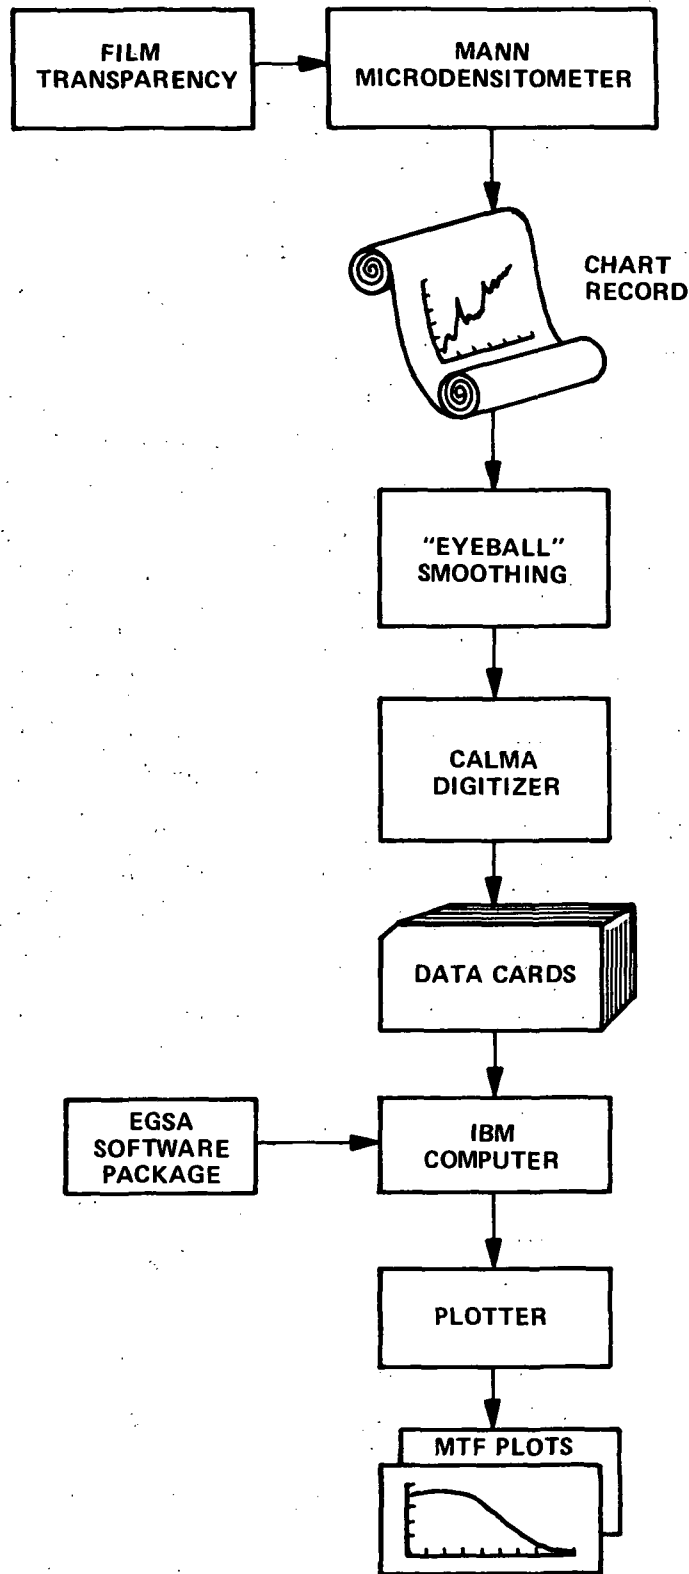 FILM
TRANSPARENCY
MANN
MICRODENSITOMETER
CHART
RECORD
“EYEBALL”
SMOOTHING
CALMA
DIGITIZER
DATA CARDS
EGSA
SOFTWARE
PACKAGE
IBM
COMPUTER
PLOTTER
MTF PLOTS